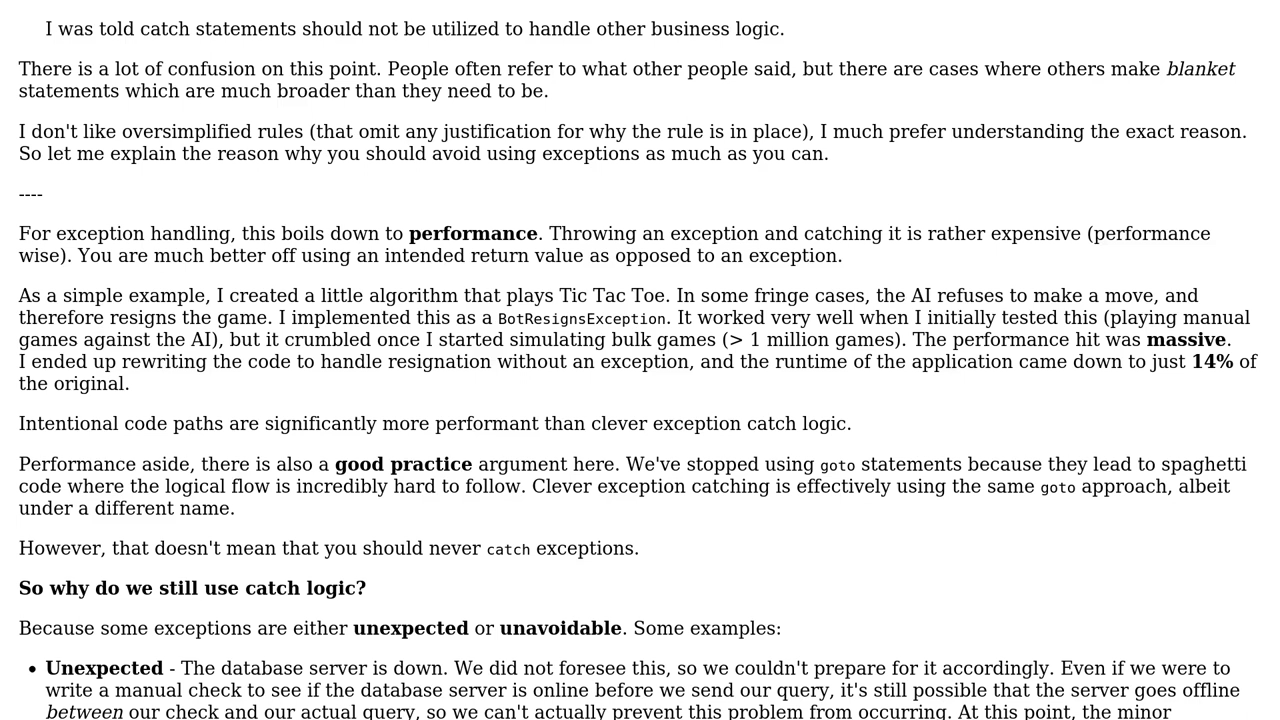 I was told catch statements should not be utilized to handle other business logic.
There is a lot of confusion on this point. People often refer to what other people said, but there are cases where others make blanket
statements which are much broader than they need to be.
I don't like oversimplified rules (that omit any justification for why the rule is in place), I much prefer understanding the exact reason.
So let me explain the reason why you should avoid using exceptions as much as you can.
----
For exception handling, this boils down to performance. Throwing an exception and catching it is rather expensive (performance
wise). You are much better off using an intended return value as opposed to an exception.
As a simple example, I created a little algorithm that plays Tic Tac Toe. In some fringe cases, the AI refuses to make a move, and
therefore resigns the game. I implemented this as a BotResignsException. It worked very well when I initially tested this (playing manual
games against the AI), but it crumbled once I started simulating bulk games (> 1 million games). The performance hit was massive.
I ended up rewriting the code to handle resignation without an exception, and the runtime of the application came down to just 14% of
the original.
Intentional code paths are significantly more performant than clever exception catch logic.
Performance aside, there is also a good practice argument here. We've stopped using goto statements because they lead to spaghetti
code where the logical flow is incredibly hard to follow. Clever exception catching is effectively using the same goto approach, albeit
under a different name.
However, that doesn't mean that you should never catch exceptions.
So why do we still use catch logic?
Because some exceptions are either unexpected or unavoidable. Some examples:
• Unexpected - The database server is down. We did not foresee this, so we couldn't prepare for it accordingly. Even if we were to
write a manual check to see if the database server is online before we send our query, it's still possible that the server goes offline
between our check and our actual query, so we can't actually prevent this problem from occurring. At this point, the minor